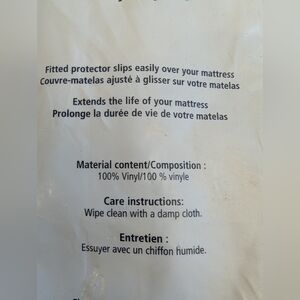 Fitted protector slips easily over your mattress
Couvre-matelas ajusté à glisser sur votre matelas
Extends the life of your mattress
Prolonge la durée de vie de votre matelas
Material content/Composition :
100% Vinyl/100 % vinyle
Care instructions:
Wipe clean with a damp cloth.
Entretien :
Essuyer avec un chiffon humide.